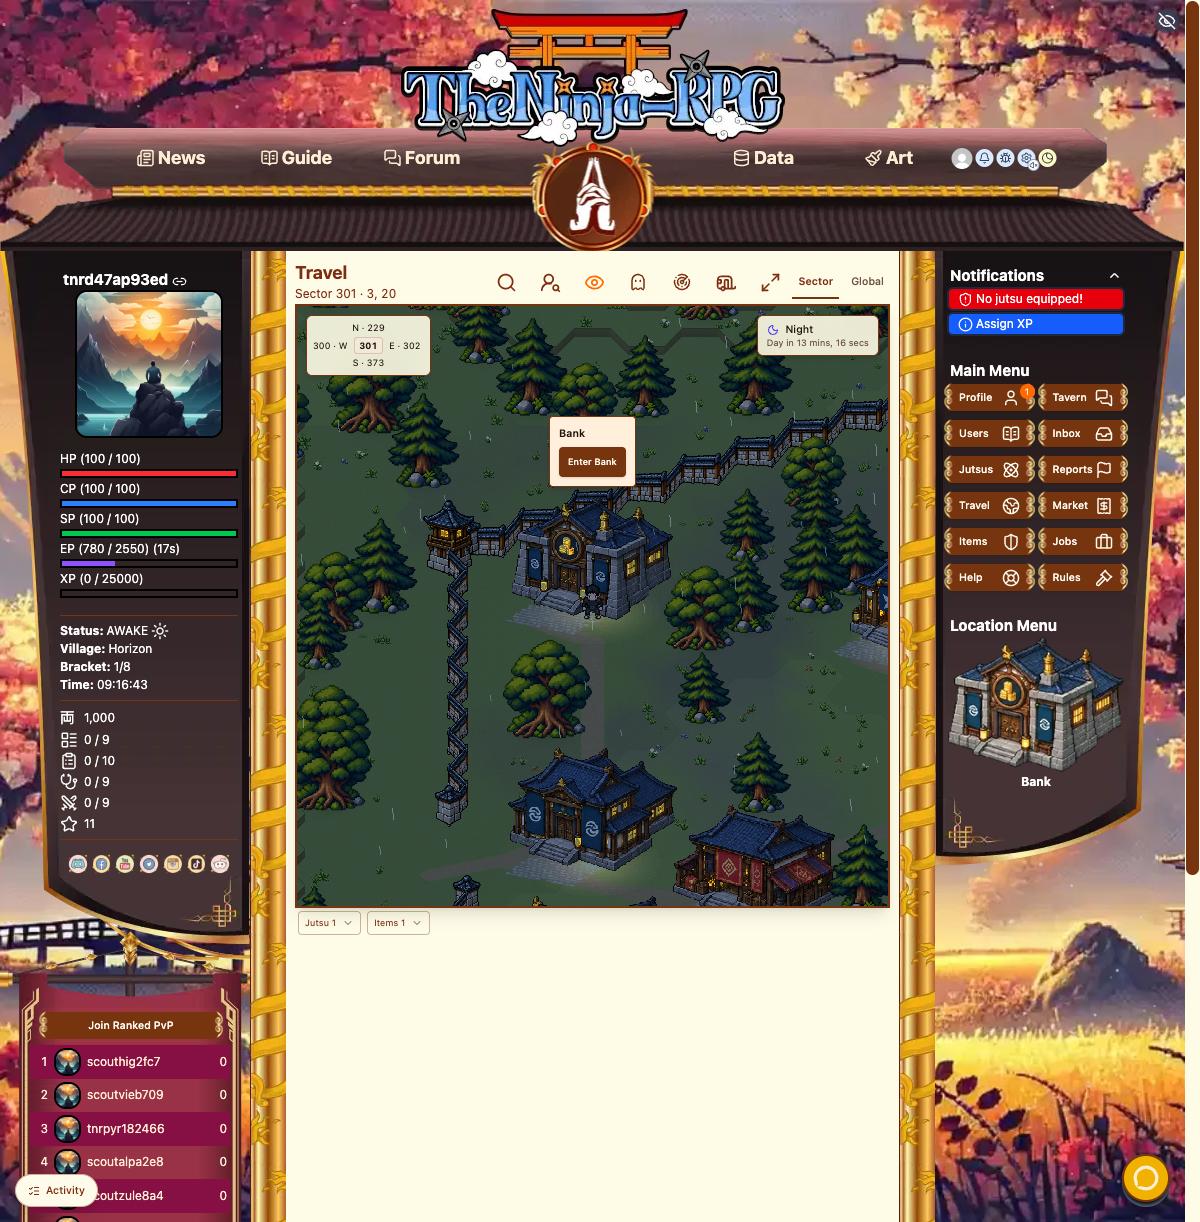 TheNinja-RPG
News
Guide
Forum
Data
Art
tnrd47ap93ed
HP (100 / 100)
CP (100 / 100)
SP (100 / 100)
EP (780 / 2550) (17s)
XP (0 / 25000)
Status: AWAKE
Village: Horizon
Bracket: 1/8
Time: 09:16:43
両 1,000
0 / 9
0 / 10
0 / 9
0 / 9
11
Join Ranked PvP
1 scouthig2fc7 0
2 scoutvieb709 0
3 tnrpyr182466 0
4 scoutalpa2e8 0
coutzule8a4 0
Activity
Travel
Sector 301 · 3, 20
Sector
Global
N · 229
300 · W 301 E · 302
S · 373
Night
Day in 13 mins, 16 secs
Bank
Enter Bank
Jutsu 1
Items 1
Notifications
No jutsu equipped!
Assign XP
Main Menu
Profile 1
Tavern
Users
Inbox
Jutsus
Reports
Travel
Market
Items
Jobs
Help
Rules
Location Menu
Bank